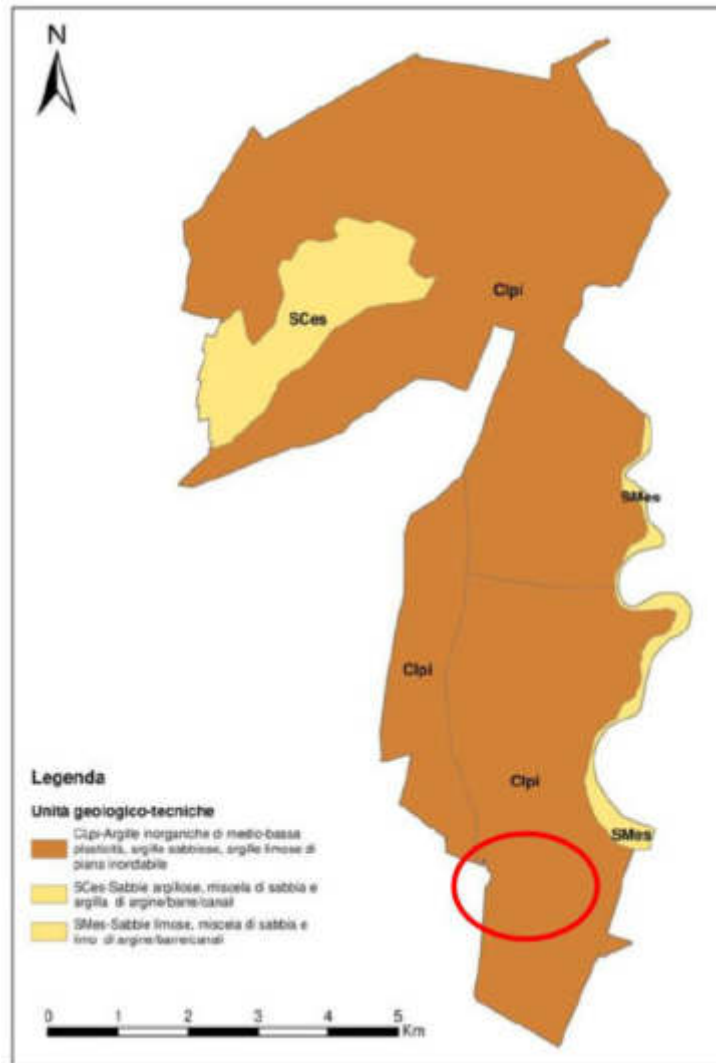 N
Clpi
SCes
SMes
Clpi
Clpi
SMes
Legenda
Unità geologico-tecniche
CLpi-Argille inorganiche di medio-bassa
plasticità, argille sabbiose, argille limose di
piana inondabile
SCes-Sabbie argillose, miscela di sabbia e
argilla di argine/barre/canali
SMes-Sabbie limose, miscela di sabbia e
limo di argine/barre/canali
0 1 2 3 4 5
Km